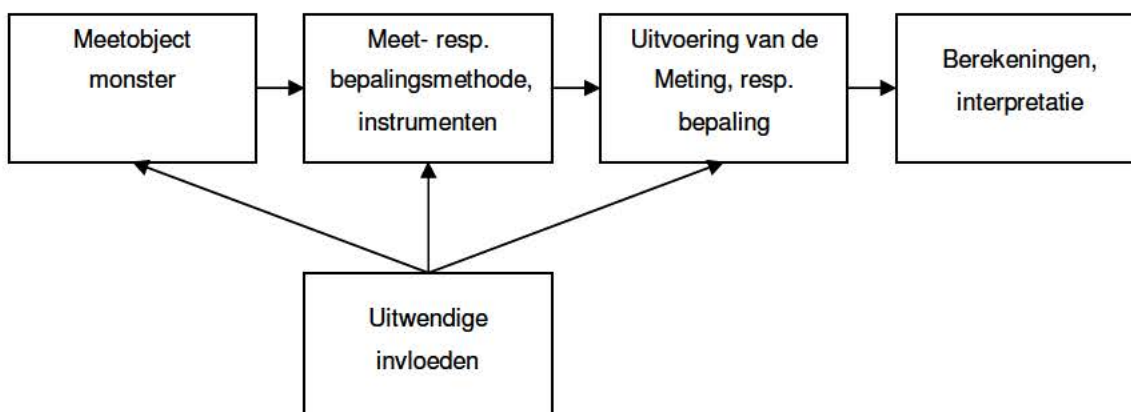 Meetobject
monster
Meet- resp.
bepalingsmethode,
instrumenten
Uitvoering van de
Meting, resp.
bepaling
Berekeningen,
interpretatie
Uitwendige
invloeden